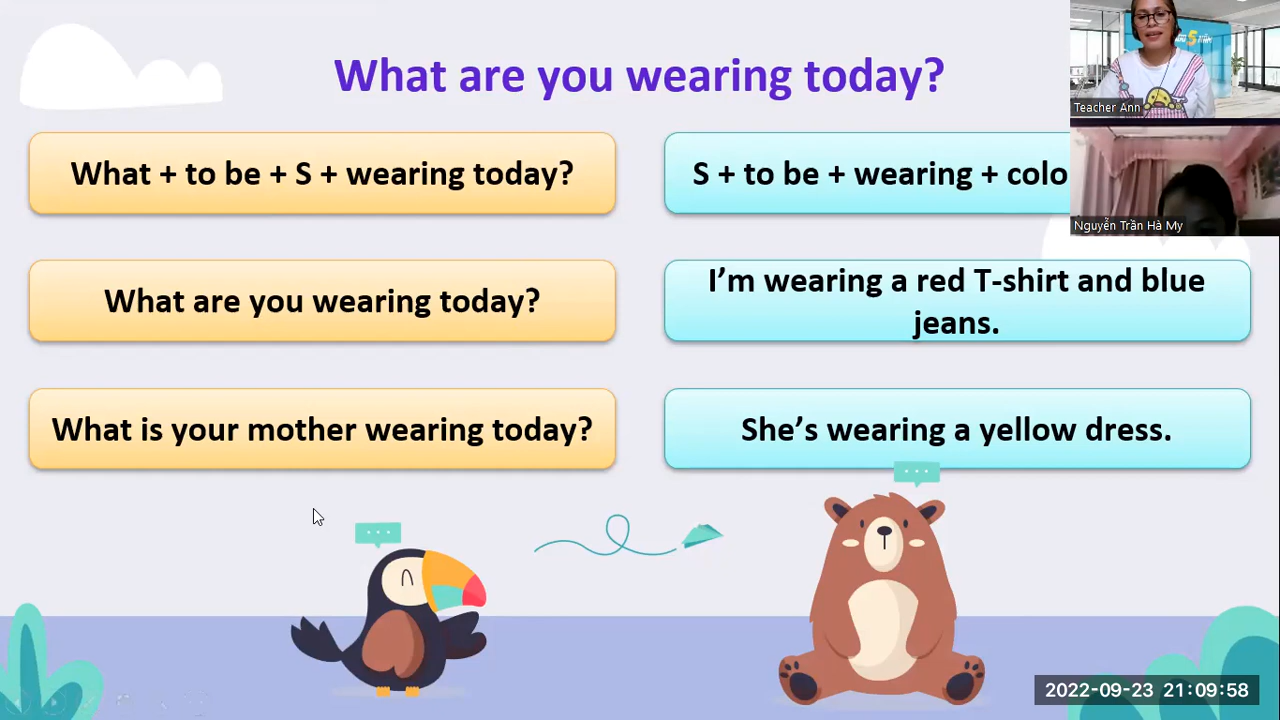 What are you wearing today?
What + to be + S + wearing today?
S + to be + wearing + colo
What are you wearing today?
I'm wearing a red T-shirt and blue
jeans.
What is your mother wearing today?
She's wearing a yellow dress.
Teacher Ann
Nguyễn Trần Hà My
2022-09-23 21:09:58